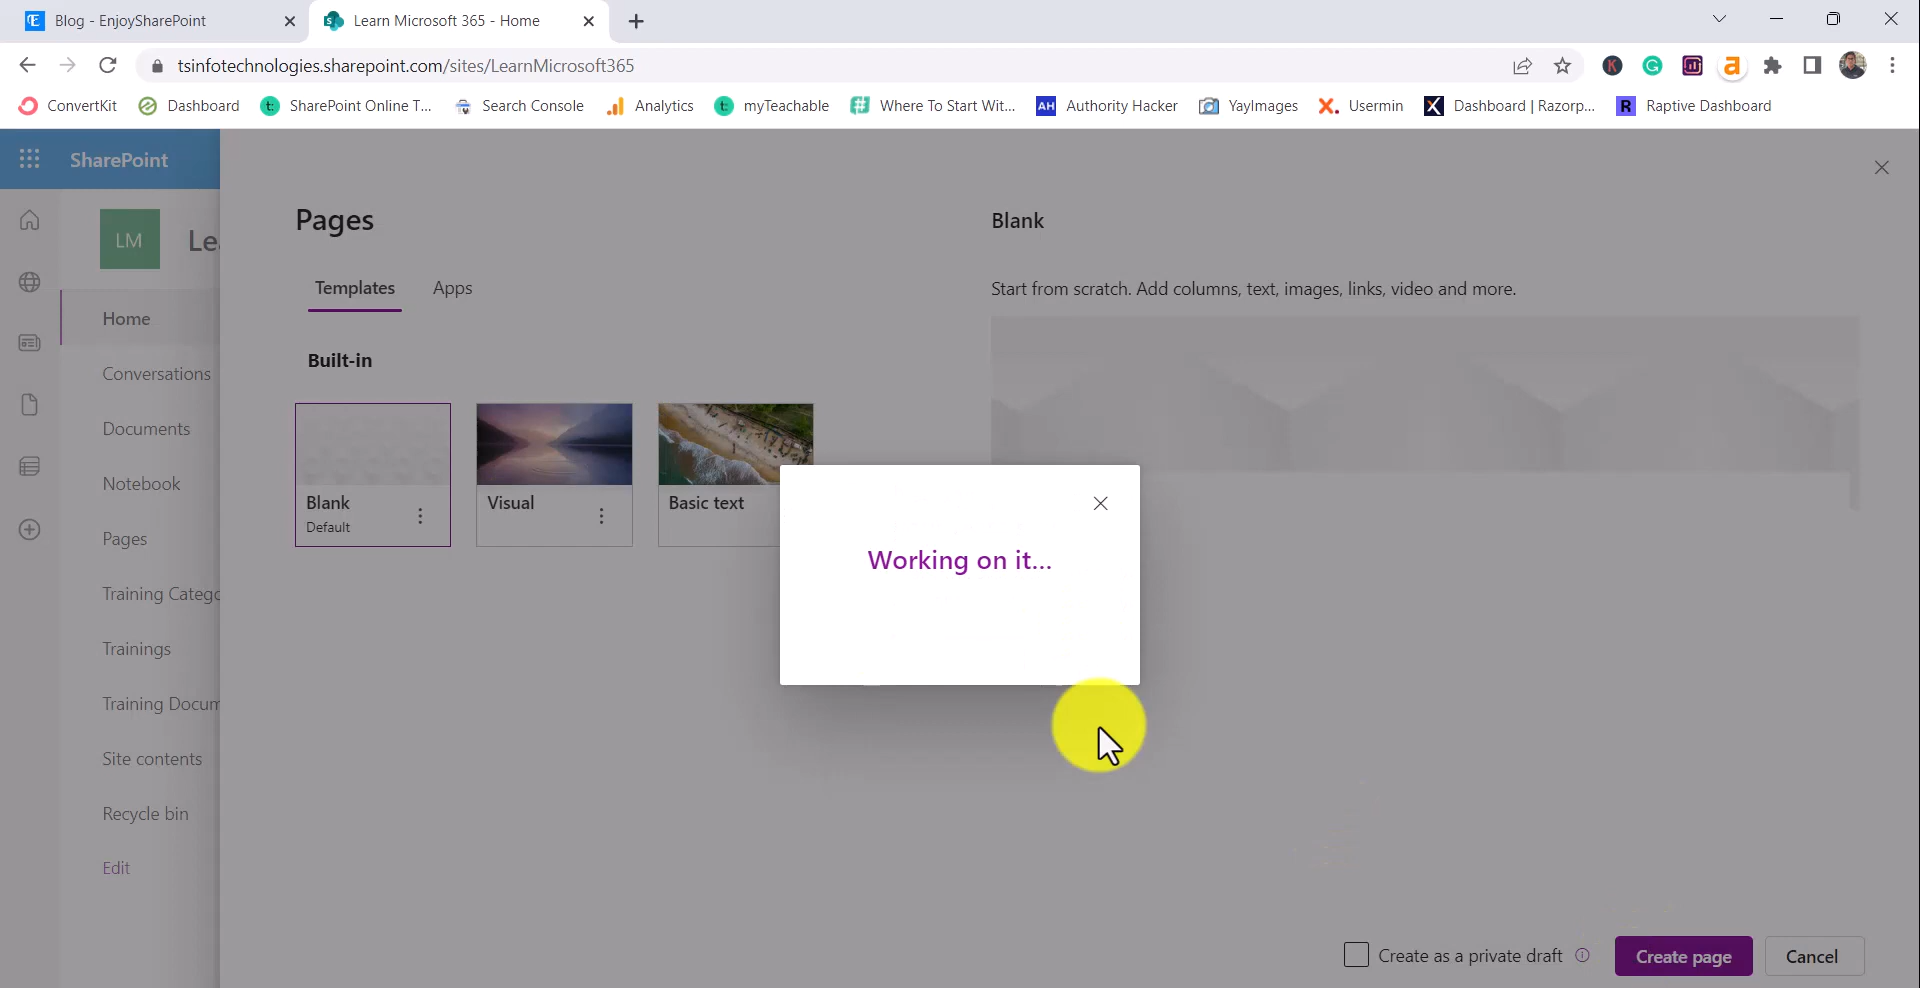 Blog - EnjoySharePoint
Learn Microsoft 365 - Home
tsinfotechnologies.sharepoint.com/sites/LearnMicrosoft365
ConvertKit
Dashboard
SharePoint Online T...
Search Console
Analytics
myTeachable
Where To Start Wit...
AH
Authority Hacker
YayImages
Usermin
Dashboard | Razorp...
R
Raptive Dashboard
SharePoint
LM
Le
Pages
Blank
Templates
Apps
Start from scratch. Add columns, text, images, links, video and more.
Home
Built-in
Conversations
Documents
Notebook
Pages
Training Catego
Trainings
Training Docum
Site contents
Recycle bin
Edit
Blank
Default
Visual
Basic text
Working on it...
Create as a private draft
Create page
Cancel